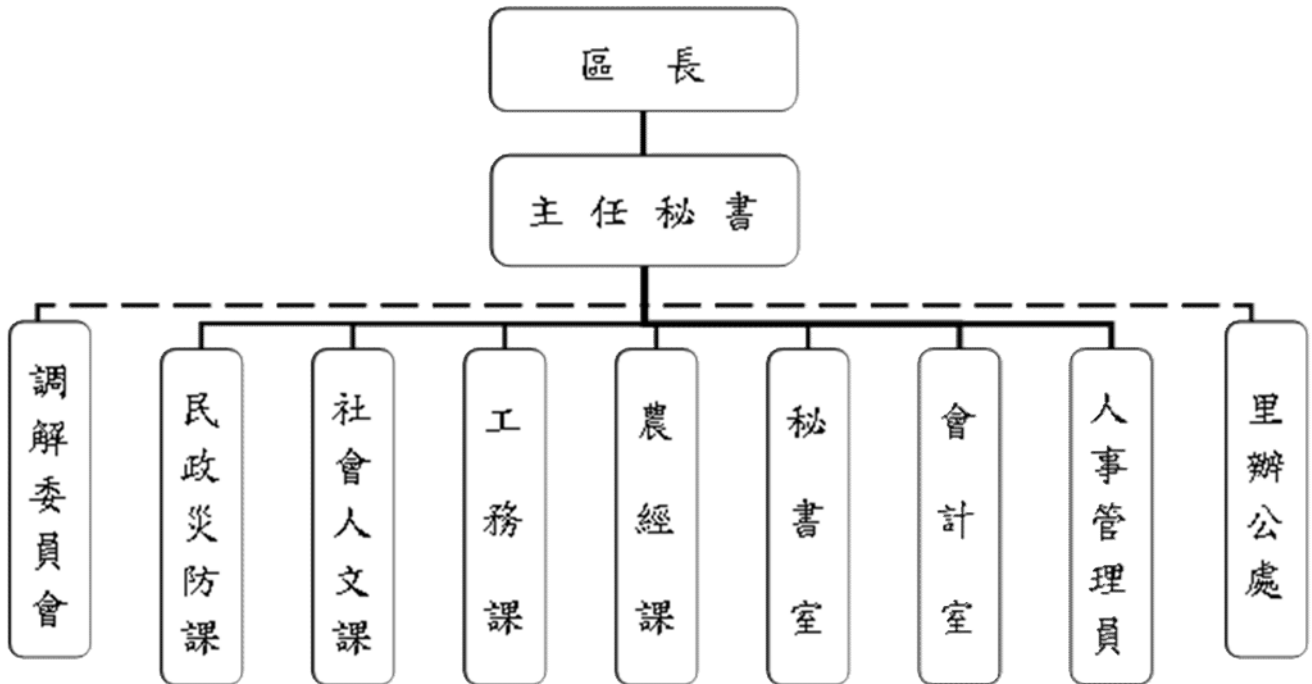 區長
主任秘書
調解委員會
民政災防課
社會人文課
工務課
農經課
秘書室
會計室
人事管理員
里辦公處